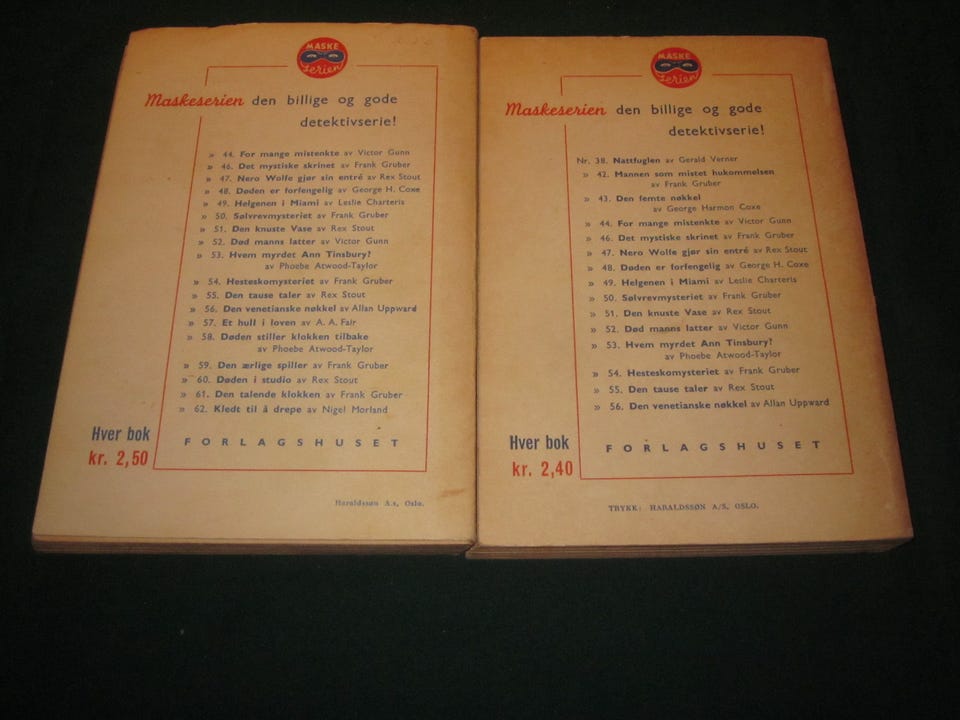 MASKE
Serien
Maskeserien den billige og gode
detektivserie!
» 44. For mange mistenkte av Victor Gunn
» 46. Det mystiske skrinet av Frank Gruber
» 47. Nero Wolfe gjør sin entré av Rex Stout
» 48. Døden er forfengelig av George H. Coxe
» 49. Helgenen i Miami av Leslie Charteris
» 50. Sølvrevmysteriet av Frank Gruber
» 51. Den knuste Vase av Rex Stout
» 52. Død manns latter av Victor Gunn
» 53. Hvem myrdet Ann Tinsbury?
av Phoebe Atwood-Taylor
» 54. Hesteskomysteriet av Frank Gruber
» 55. Den tause taler av Rex Stout
» 56. Den venetianske nøkkel av Allan Uppward
» 57. Et hull i loven av A. A. Fair
» 58. Døden stiller klokken tilbake
av Phoebe Atwood-Taylor
» 59. Den ærlige spiller av Frank Gruber
» 60. Døden i studio av Rex Stout
» 61. Den talende klokken av Frank Gruber
» 62. Kledt til å drepe av Nigel Morland
Hver bok
kr. 2,50
FORLAGSHUSET
Haraldssøn A.s, Oslo.
MASKE
Serien
Maskeserien den billige og gode
detektivserie!
Nr. 38. Nattfuglen av Gerald Verner
» 42. Mannen som mistet hukommelsen
av Frank Gruber
» 43. Den femte nøkkel
av George Harmon Coxe
» 44. For mange mistenkte av Victor Gunn
» 46. Det mystiske skrinet av Frank Gruber
» 47. Nero Wolfe gjør sin entré av Rex Stout
» 48. Døden er forfengelig av George H. Coxe
» 49. Helgenen i Miami av Leslie Charteris
» 50. Sølvrevmysteriet av Frank Gruber
» 51. Den knuste Vase av Rex Stout
» 52. Død manns latter av Victor Gunn
» 53. Hvem myrdet Ann Tinsbury?
av Phoebe Atwood-Taylor
» 54. Hesteskomysteriet av Frank Gruber
» 55. Den tause taler av Rex Stout
» 56. Den venetianske nøkkel av Allan Uppward
Hver bok
kr. 2,40
FORLAGSHUSET
TRYKK: HARALDSSØN A/S, OSLO.